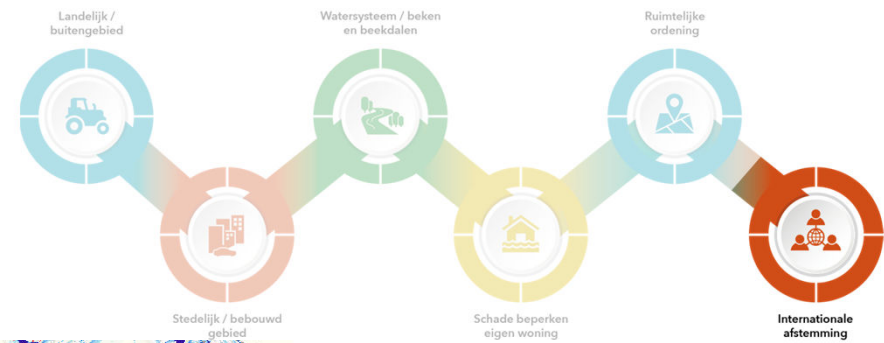 Landelijk /
buitengebied
Watersysteem / beken
en beekdalen
Ruimtelijke
ordening
Stedelijk / bebouwd
gebied
Schade beperken
eigen woning
Internationale
afstemming